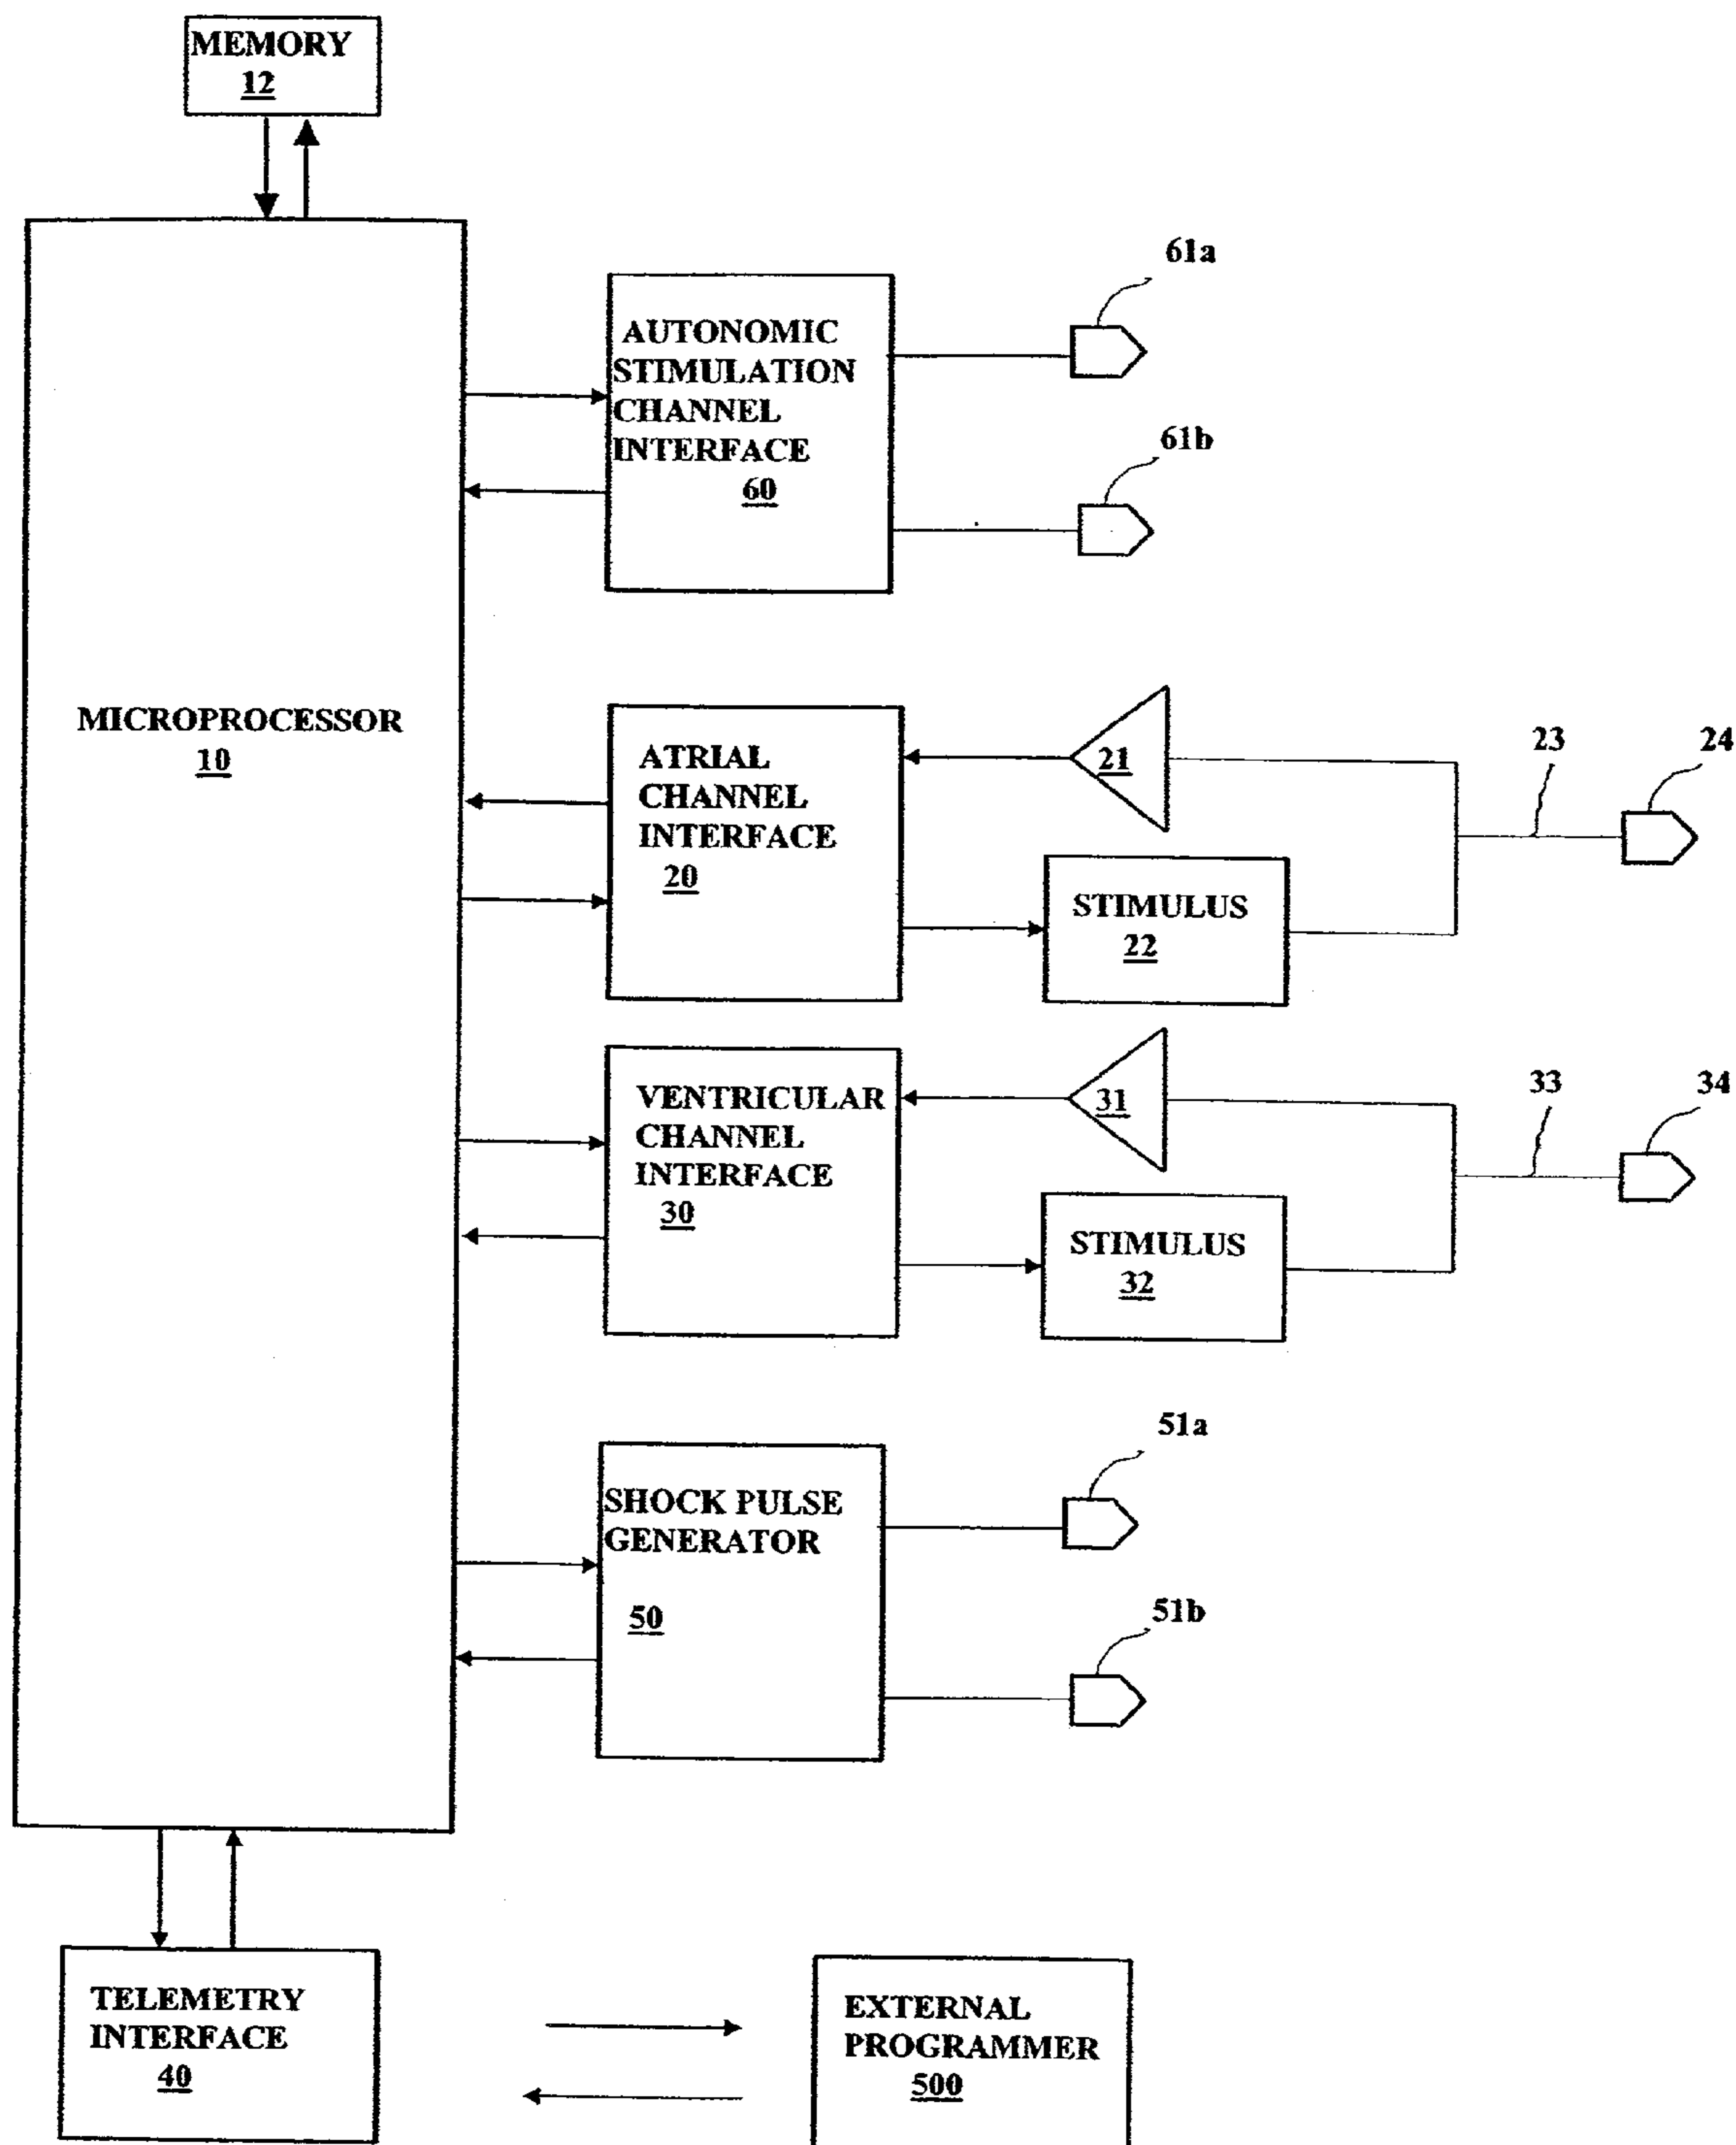 MEMORY
12
61a
AUTONOMIC
STIMULATION
CHANNEL
INTERFACE
60
61b
MICROPROCESSOR
10
ATRIAL
CHANNEL
INTERFACE
20
21
23
24
STIMULUS
22
VENTRICULAR
CHANNEL
INTERFACE
30
31
33
34
STIMULUS
32
51a
SHOCK PULSE
GENERATOR
50
51b
TELEMETRY
INTERFACE
40
EXTERNAL
PROGRAMMER
500